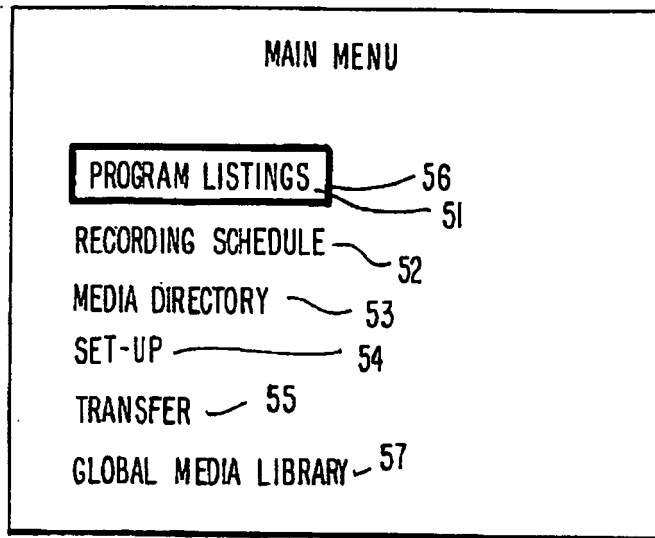 MAIN MENU
PROGRAM LISTINGS 56
51
RECORDING SCHEDULE 52
MEDIA DIRECTORY 53
SET-UP 54
TRANSFER 55
GLOBAL MEDIA LIBRARY 57